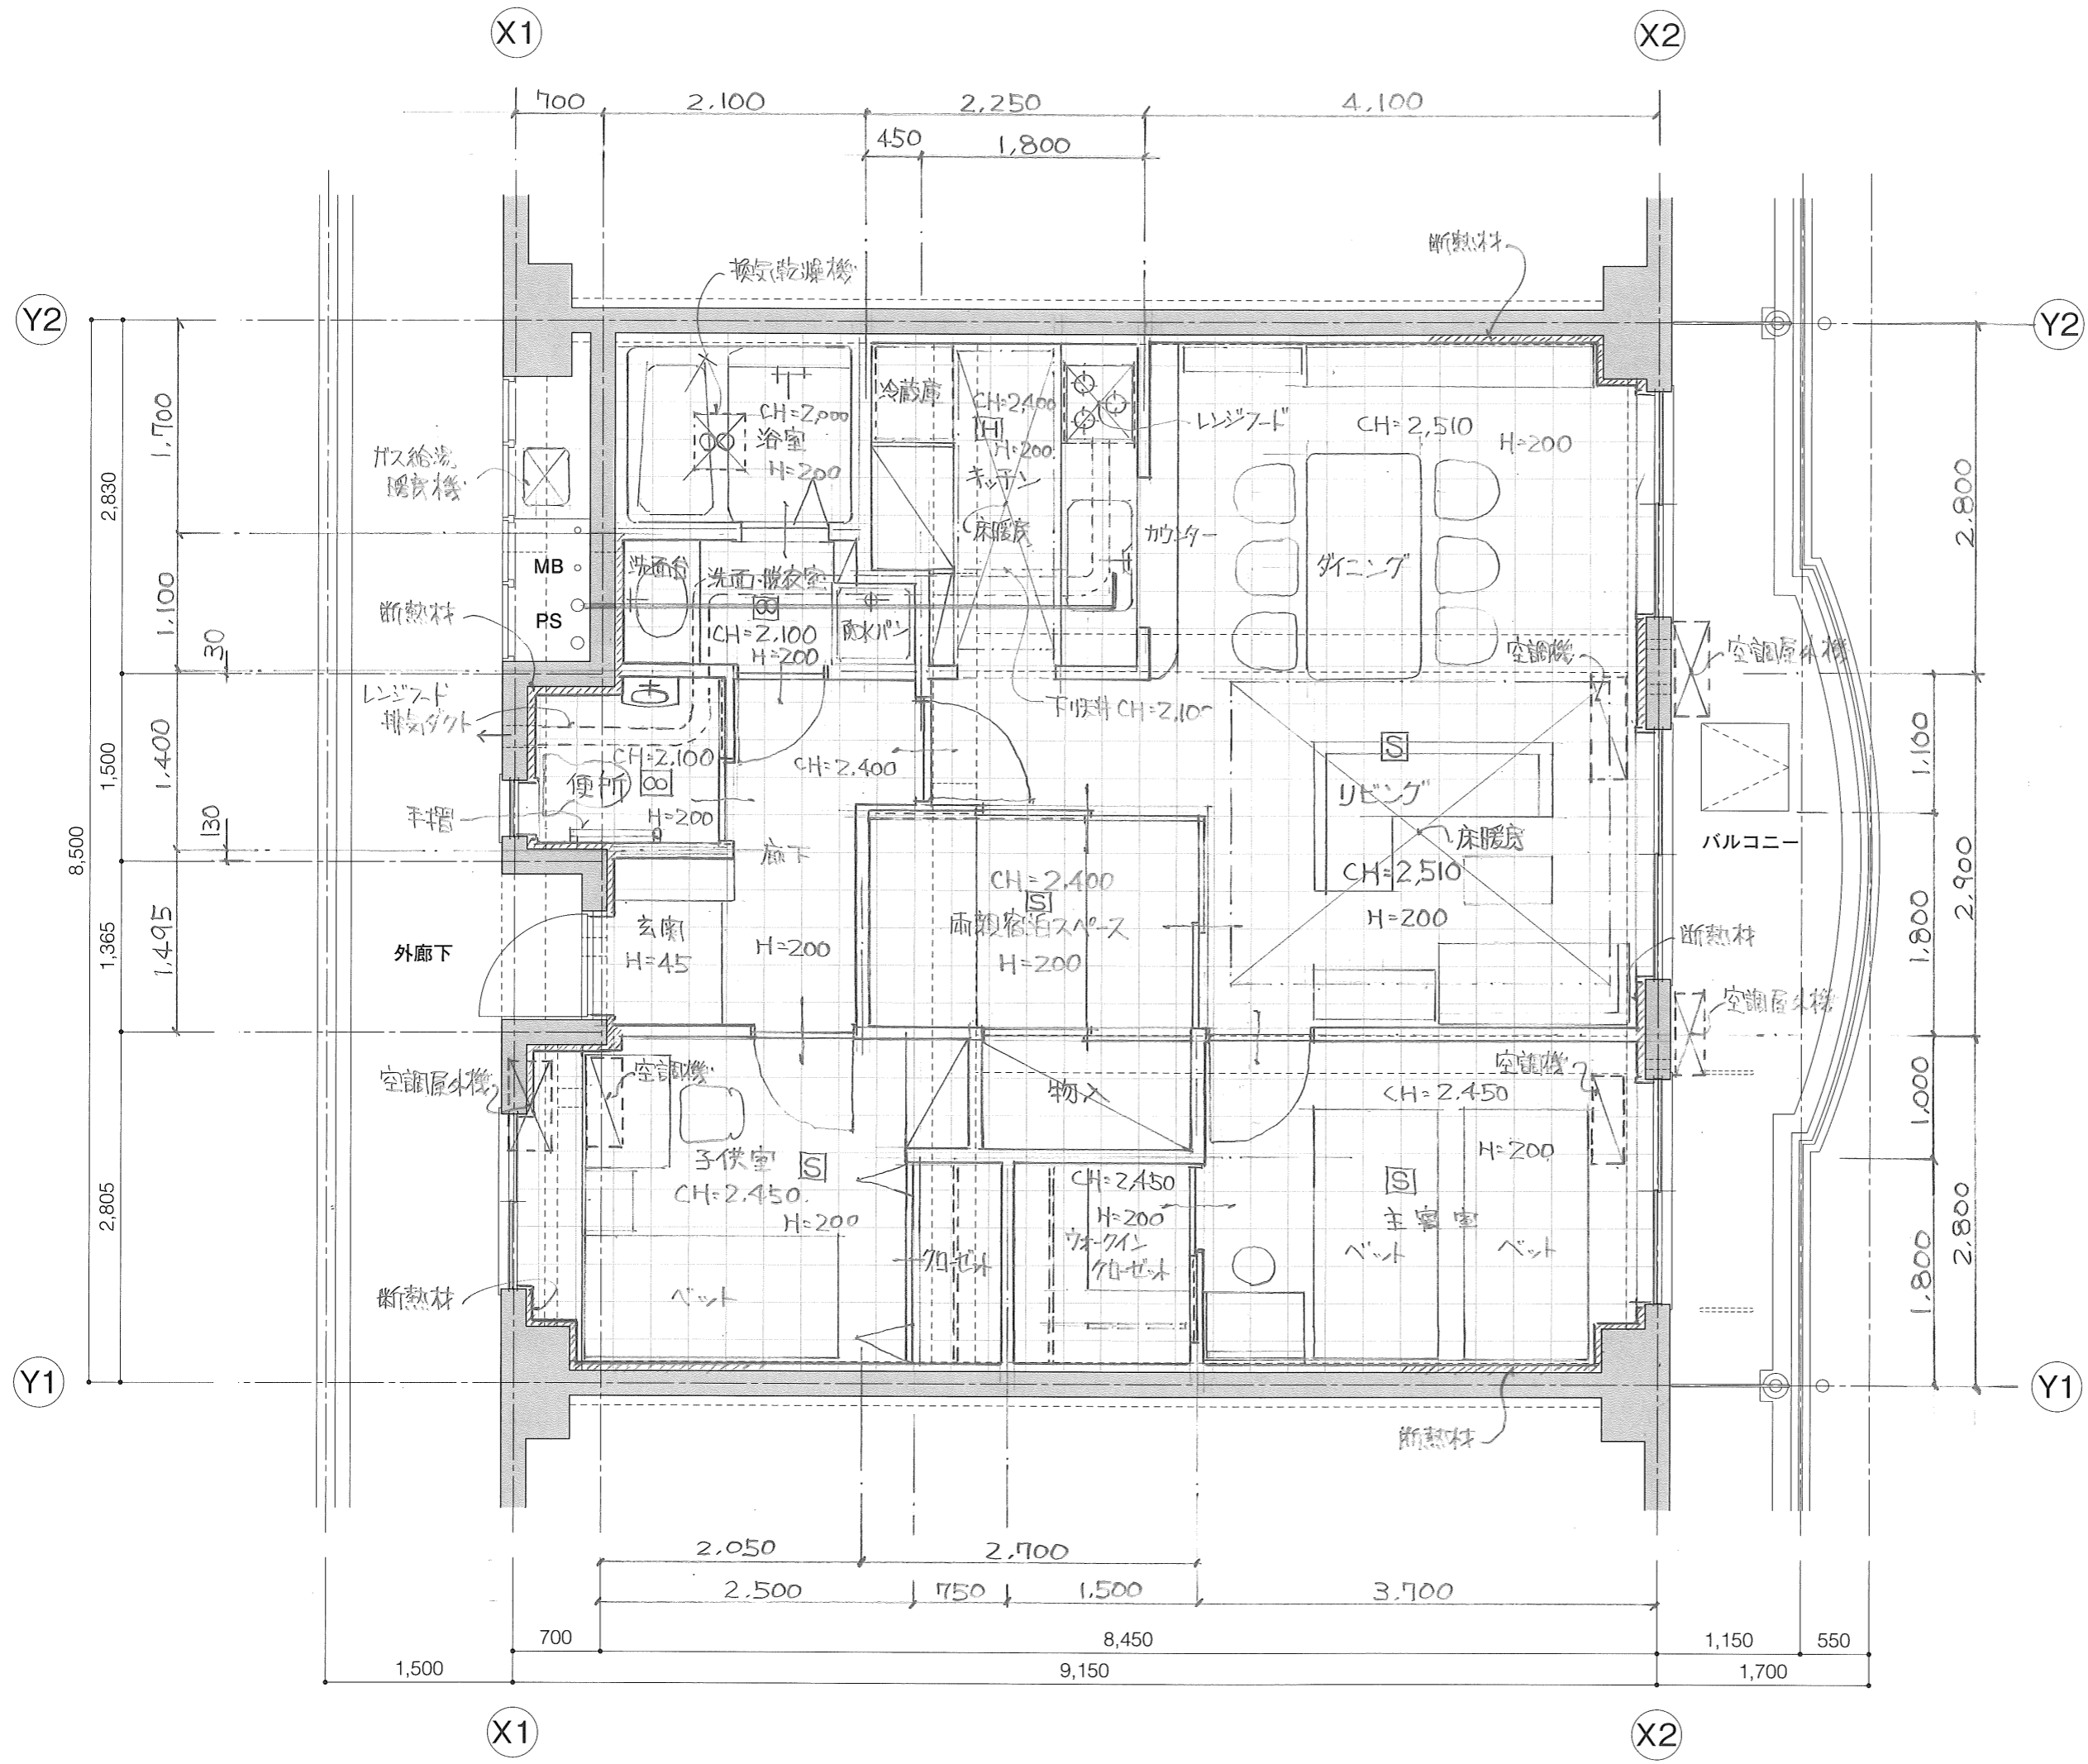 X1
X2
700
2,100
2,250
4,100
450
1,800
断熱材
換気乾燥機
Y2
Y2
冷蔵庫
CH=2,400
H
H=200
キッチン
床暖房
CH=2,000
浴室
H=200
レンジフード
CH=2,510
H=200
1,700
2,830
ガス給湯
暖房機
2,800
カウンター
ダイニング
MB
洗面台
洗面・脱衣室
1,100
断熱材
PS
CH=2,100
H=200
防水パン
30
空調機
空調屋外機
レンジフード
排気ダクト
下り天井 CH=2,10
1,400
1,500
CH=2,100
便所
H=200
CH=2,400
S
リビング
1,100
手摺
130
8,500
廊下
床暖房
バルコニー
CH=2,510
H=200
CH=2,400
S
両親宿泊スペース
H=200
2,900
1,800
1,495
1,365
外廊下
玄関
H=45
H=200
断熱材
空調屋外機
空調屋外機
空調機
物入
空調機
CH=2,450
H=200
1,000
子供室
S
CH=2,450
H=200
CH=2,450
H=200
ウォークイン
クローゼット
クローゼット
S
主寝室
ベット
ベット
2,805
2,800
1,800
断熱材
ベット
Y1
Y1
断熱材
2,050
2,700
2,500
750
1,500
3,700
700
8,450
1,150
550
1,500
9,150
1,700
X1
X2